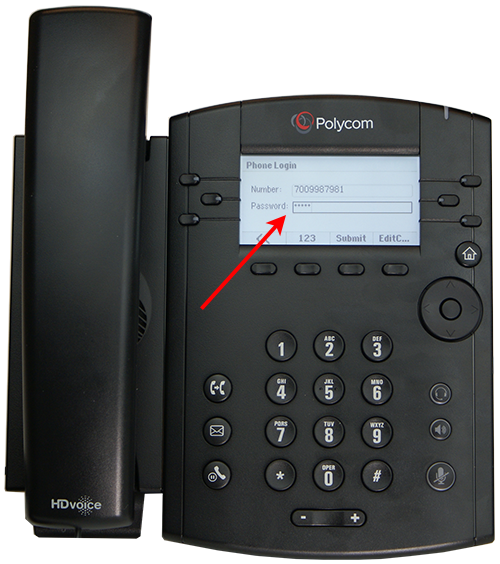 Polycom
Phone Login
Number: 7009987981
Password: *****
123 Submit EditC...
1
ABC
2
DEF
3
GHI
4
JKL
5
MNO
6
PQRS
7
TUV
8
WXYZ
9
*
OPER
0
#
- +
HDvoice